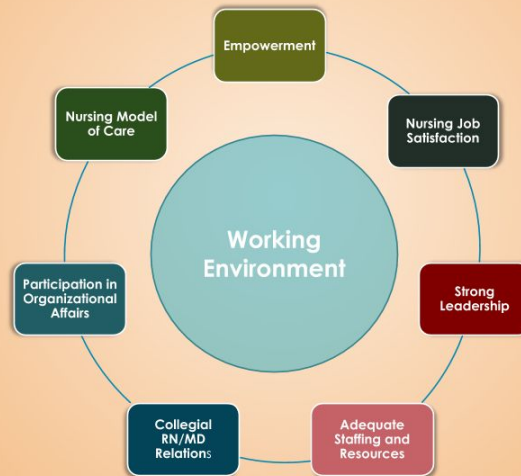 Empowerment
Nursing Job
Satisfaction
Strong
Leadership
Adequate
Staffing and
Resources
Collegial
RN/MD
Relations
Participation in
Organizational
Affairs
Nursing Model
of Care
Working
Environment